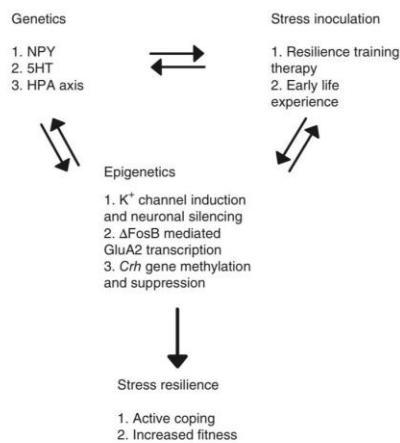 Genetics
1. NPY
2. 5HT
3. HPA axis
Stress inoculation
1. Resilience training
therapy
2. Early life
experience
Epigenetics
1. K⁺ channel induction
and neuronal silencing
2. ΔFosB mediated
GluA2 transcription
3. Crh gene methylation
and suppression
Stress resilience
1. Active coping
2. Increased fitness